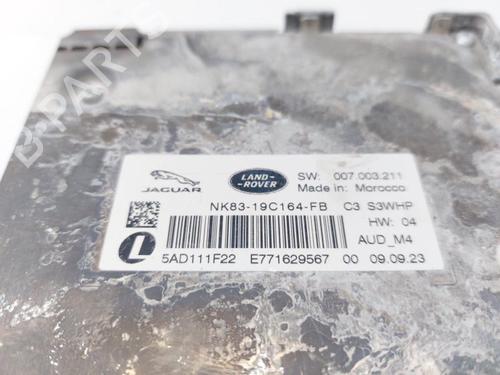 JAGUAR
LAND-
ROVER
SW: 007.003.211
Made in: Morocco
NK83-19C164-FB C3 S3WHP
HW: 04
L
AUD_M4
5AD111F22 E771629567 00 09.09.23